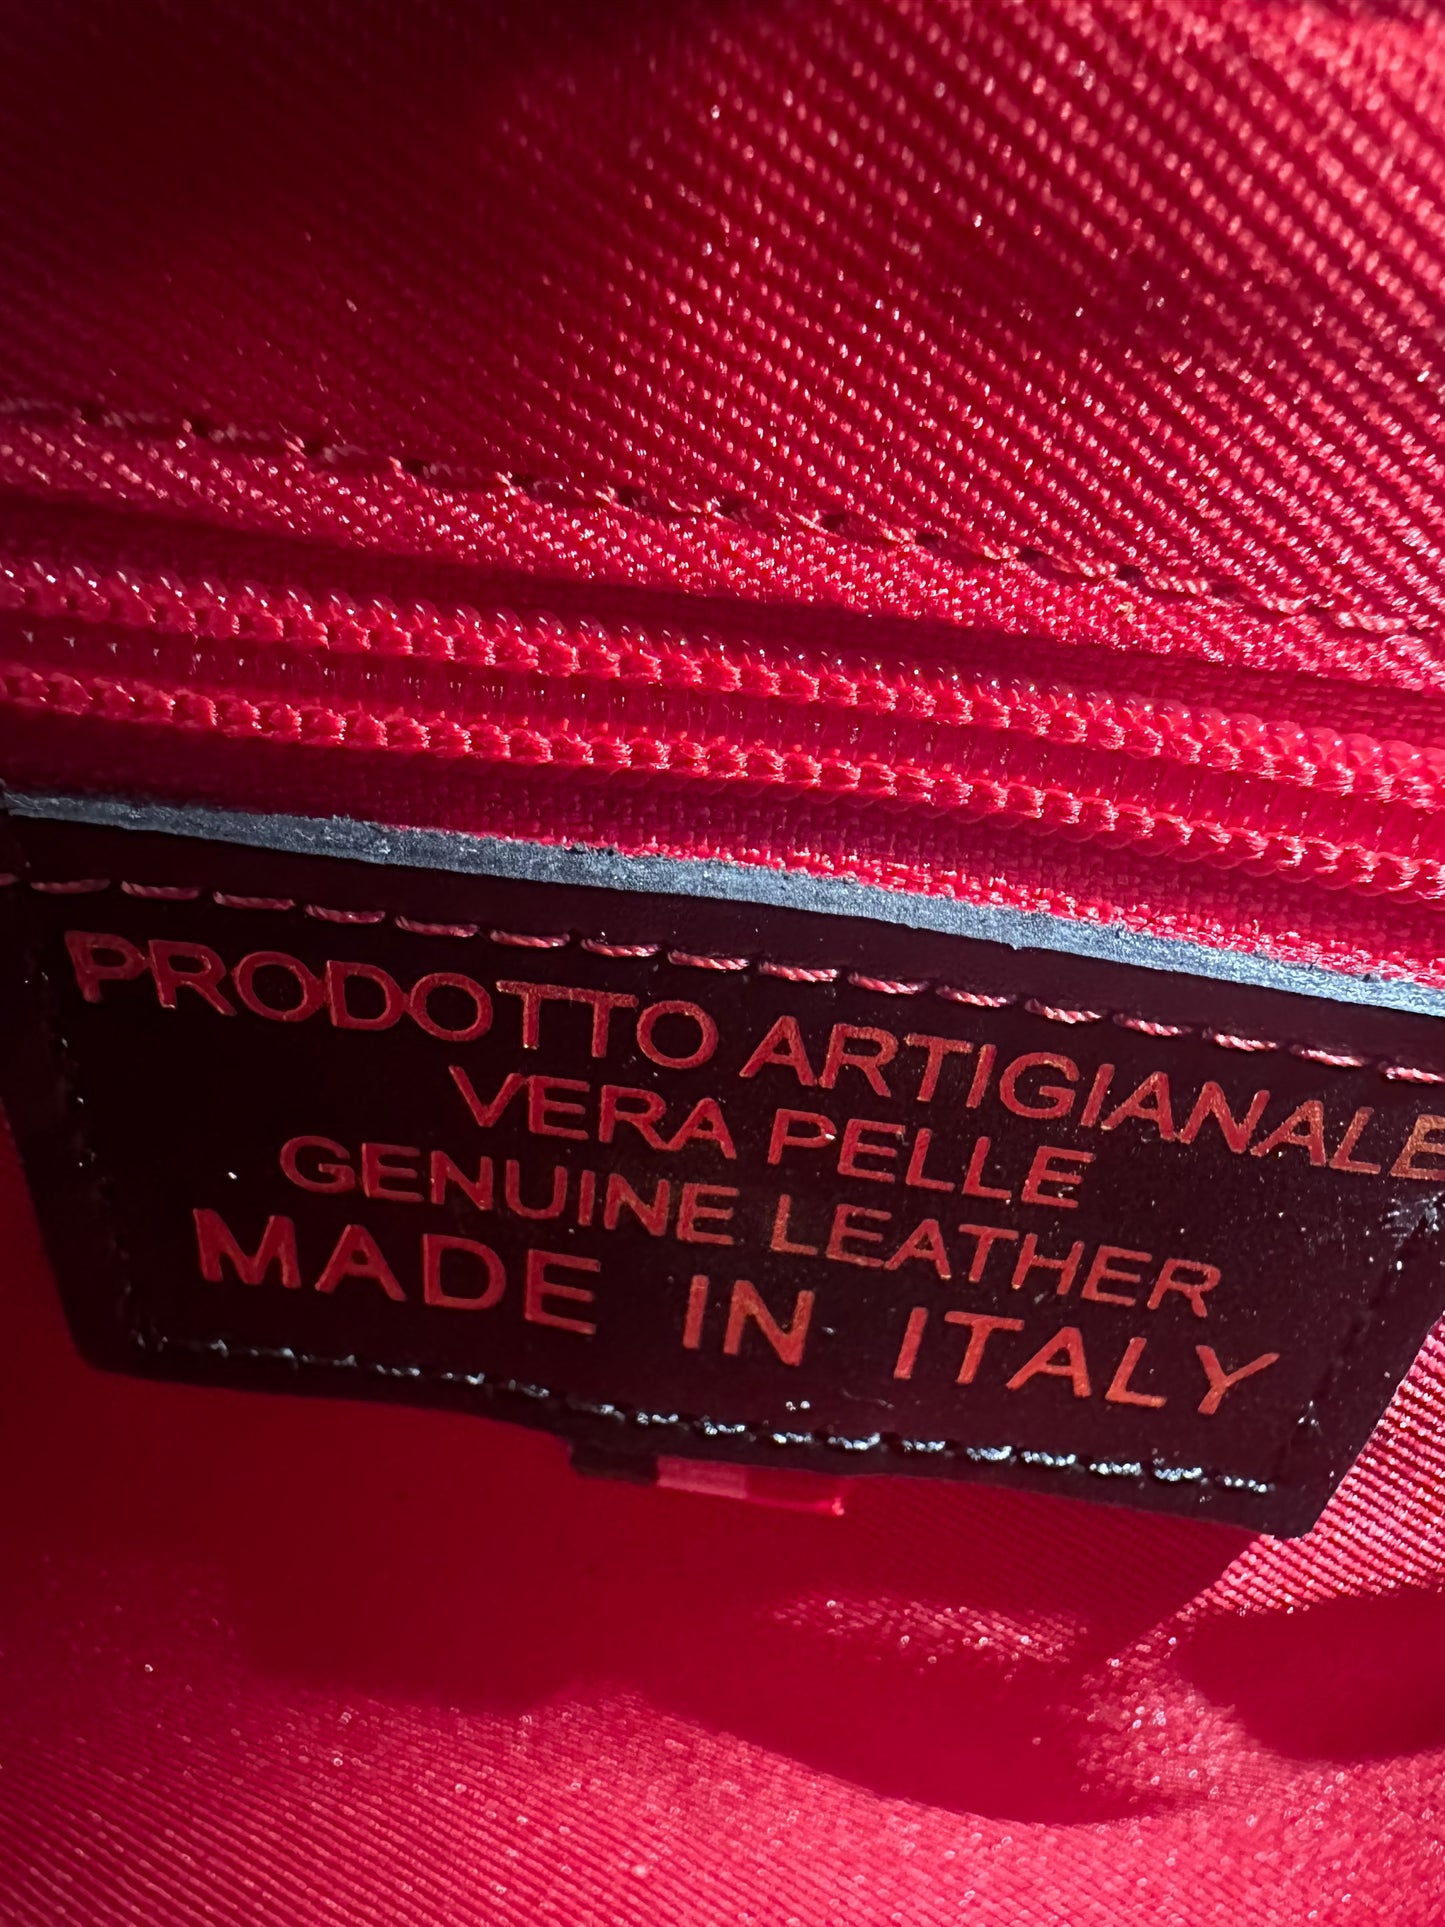 PRODOTTO ARTIGIANALE
VERA PELLE
GENUINE LEATHER
MADE IN ITALY